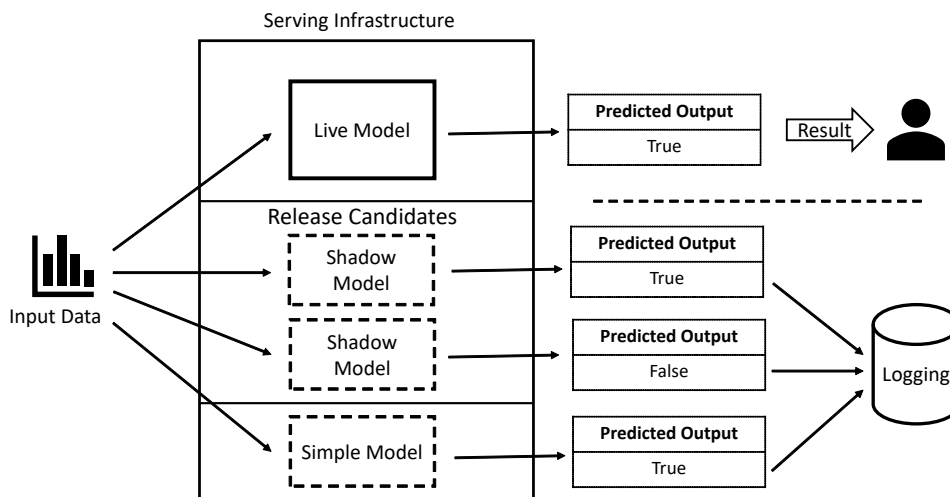 Serving Infrastructure
Live Model
Predicted Output
True
Result
Release Candidates
Shadow
Model
Predicted Output
True
Input Data
Shadow
Model
Predicted Output
False
Logging
Simple Model
Predicted Output
True